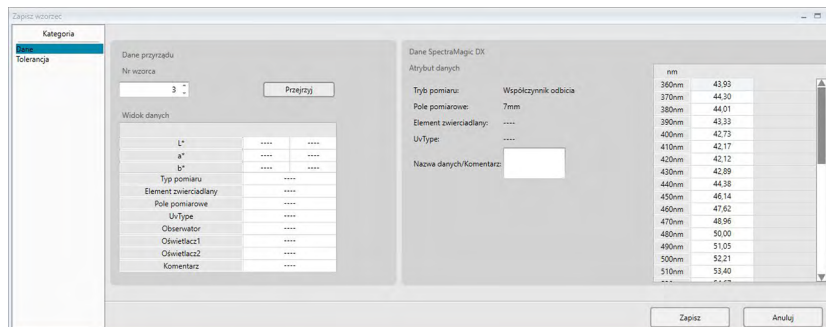 Zapisz wzorzec
Kategoria
Dane
Tolerancja
Dane przyrządu
Nr wzorca
3
Przejrzyj
Widok danych
L* ---- ----
a* ---- ----
b* ---- ----
Typ pomiaru ----
Element zwierciadlany ----
Pole pomiarowe ----
UvType ----
Obserwator ----
Oświetlacz1 ----
Oświetlacz2 ----
Komentarz ----
Dane SpectraMagic DX
Atrybut danych
Tryb pomiaru: Współczynnik odbicia
Pole pomiarowe: 7mm
Element zwierciadlany: ----
UvType: ----
Nazwa danych/Komentarz:
nm
360nm 43,93
370nm 44,30
380nm 44,01
390nm 43,33
400nm 42,73
410nm 42,17
420nm 42,12
430nm 42,89
440nm 44,38
450nm 46,14
460nm 47,62
470nm 48,96
480nm 50,00
490nm 51,05
500nm 52,21
510nm 53,40
Zapisz
Anuluj